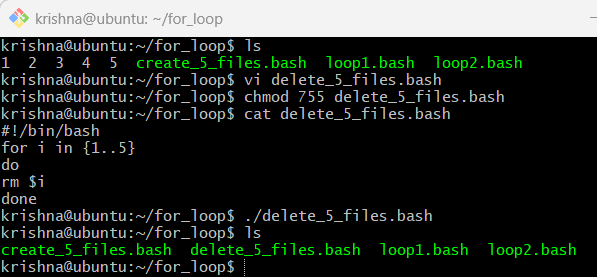 krishna@ubuntu: ~/for_loop
krishna@ubuntu:~/for_loop$ ls
1  2  3  4  5  create_5_files.bash  loop1.bash  loop2.bash
krishna@ubuntu:~/for_loop$ vi delete_5_files.bash
krishna@ubuntu:~/for_loop$ chmod 755 delete_5_files.bash
krishna@ubuntu:~/for_loop$ cat delete_5_files.bash
#!/bin/bash
for i in {1..5}
do
rm $i
done
krishna@ubuntu:~/for_loop$ ./delete_5_files.bash
krishna@ubuntu:~/for_loop$ ls
create_5_files.bash  delete_5_files.bash  loop1.bash  loop2.bash
krishna@ubuntu:~/for_loop$